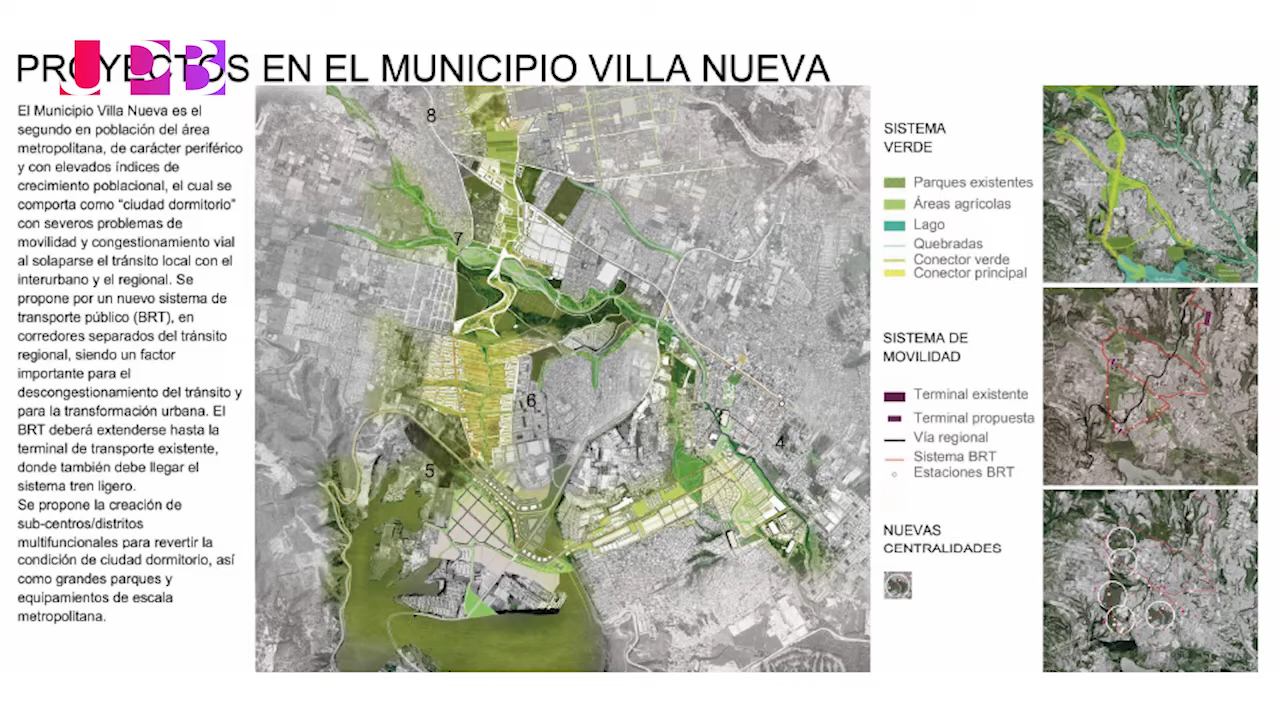 PROYECTOS EN EL MUNICIPIO VILLA NUEVA
UPB
El Municipio Villa Nueva es el
segundo en población del área
metropolitana, de carácter periférico
y con elevados índices de
crecimiento poblacional, el cual se
comporta como “ciudad dormitorio”
con severos problemas de
movilidad y congestionamiento vial
al solaparse el tránsito local con el
interurbano y el regional. Se
propone por un nuevo sistema de
transporte público (BRT), en
corredores separados del tránsito
regional, siendo un factor
importante para el
descongestionamiento del tránsito y
para la transformación urbana. El
BRT deberá extenderse hasta la
terminal de transporte existente,
donde también debe llegar el
sistema tren ligero.
Se propone la creación de
sub-centros/distritos
multifuncionales para revertir la
condición de ciudad dormitorio, así
como grandes parques y
equipamientos de escala
metropolitana.
8
7
6
5
4
SISTEMA
VERDE
Parques existentes
Áreas agrícolas
Lago
Quebradas
Conector verde
Conector principal
SISTEMA DE
MOVILIDAD
Terminal existente
Terminal propuesta
Vía regional
Sistema BRT
Estaciones BRT
NUEVAS
CENTRALIDADES